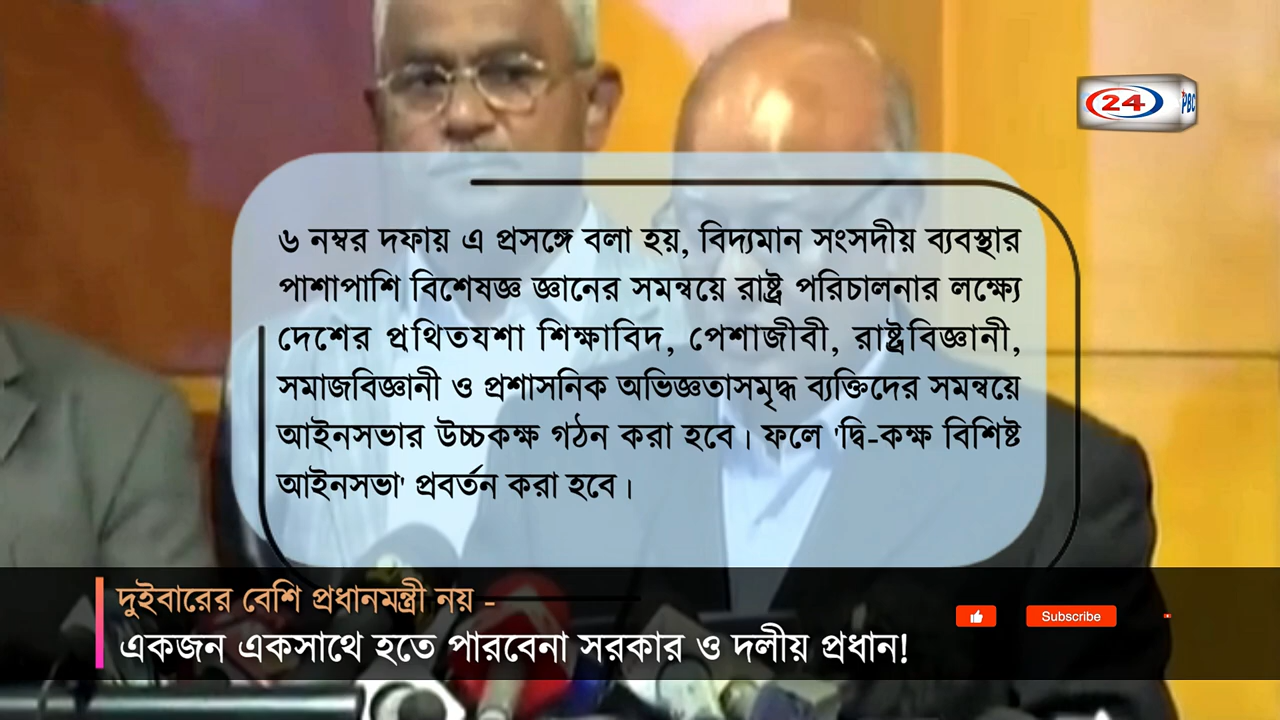 24
PBC
৬ নম্বর দফায় এ প্রসঙ্গে বলা হয়, বিদ্যমান সংসদীয় ব্যবস্থার
পাশাপাশি বিশেষজ্ঞ জ্ঞানের সমন্বয়ে রাষ্ট্র পরিচালনার লক্ষ্যে
দেশের প্রথিতযশা শিক্ষাবিদ, পেশাজীবী, রাষ্ট্রবিজ্ঞানী,
সমাজবিজ্ঞানী ও প্রশাসনিক অভিজ্ঞতাসমৃদ্ধ ব্যক্তিদের সমন্বয়ে
আইনসভার উচ্চকক্ষ গঠন করা হবে। ফলে 'দ্বি-কক্ষ বিশিষ্ট
আইনসভা' প্রবর্তন করা হবে।
দুইবারের বেশি প্রধানমন্ত্রী নয় -
একজন একসাথে হতে পারবেনা সরকার ও দলীয় প্রধান!
Subscribe